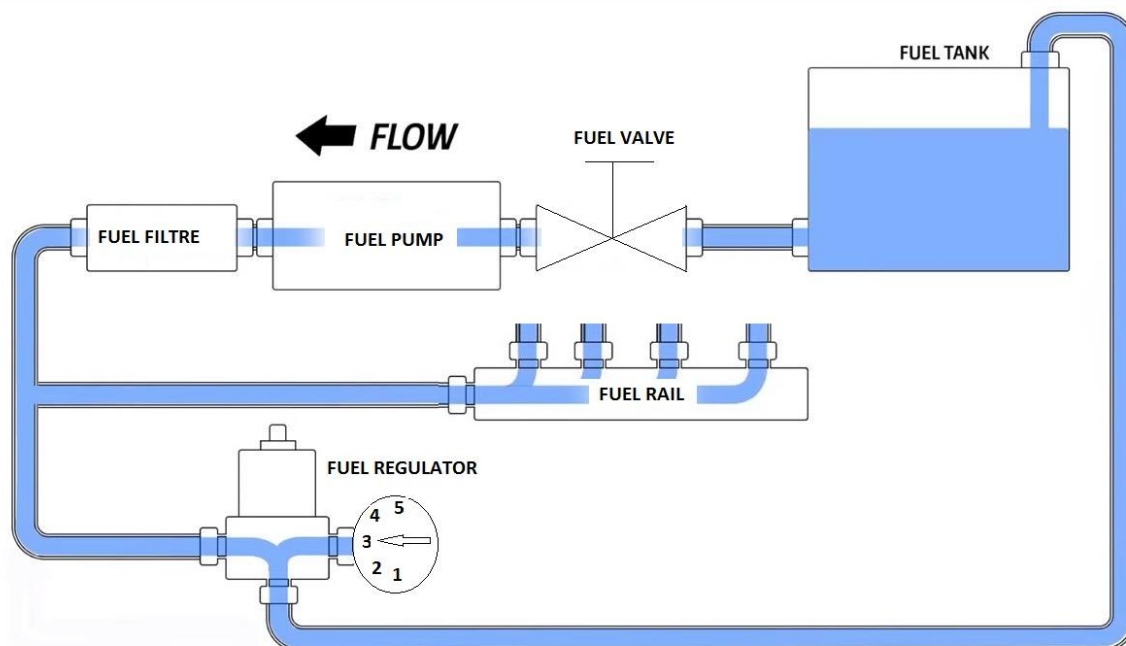 FUEL TANK
FLOW
FUEL VALVE
FUEL FILTRE
FUEL PUMP
FUEL RAIL
FUEL REGULATOR
5
4
3
2
1